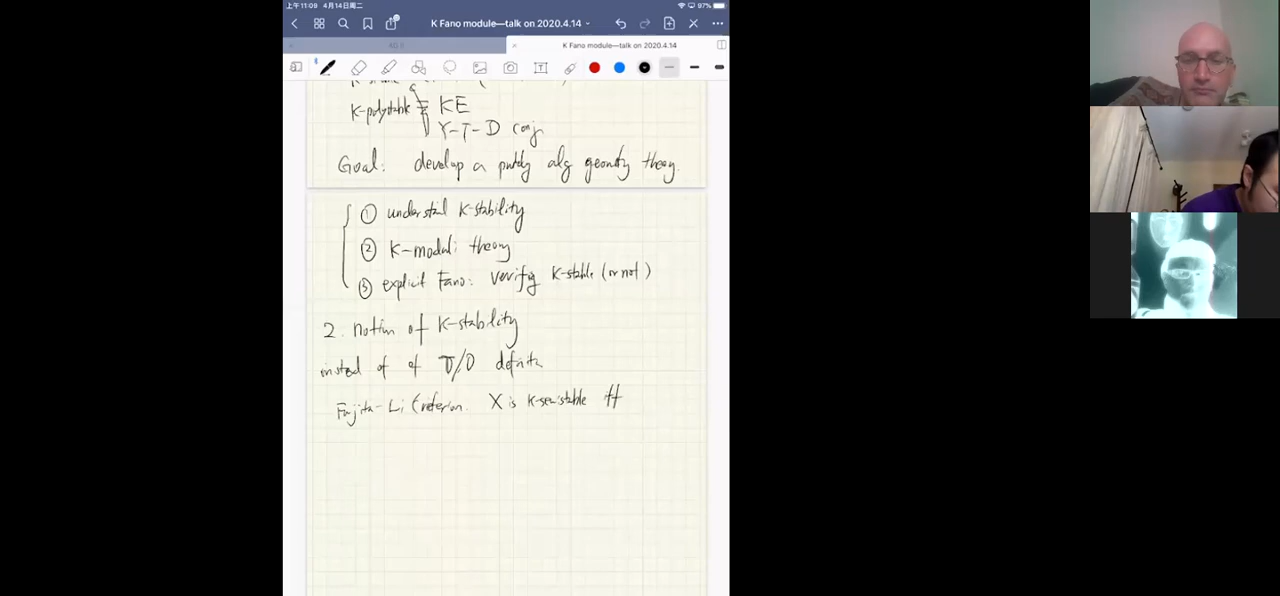 上午11:09 4月14日周二
97%
K Fano module—talk on 2020.4.14
K Fano module—talk on 2020.4.14
K-polystable = KE
Y-T-D conj
Goal: develop a purely alg geometry theory.
① understand K-stability
② K-moduli theory
③ explicit Fano: verify K-stable (or not)
2. notion of K-stability
instead of of T/D definition
Fujita-Li Criterion. X is K-semistable iff